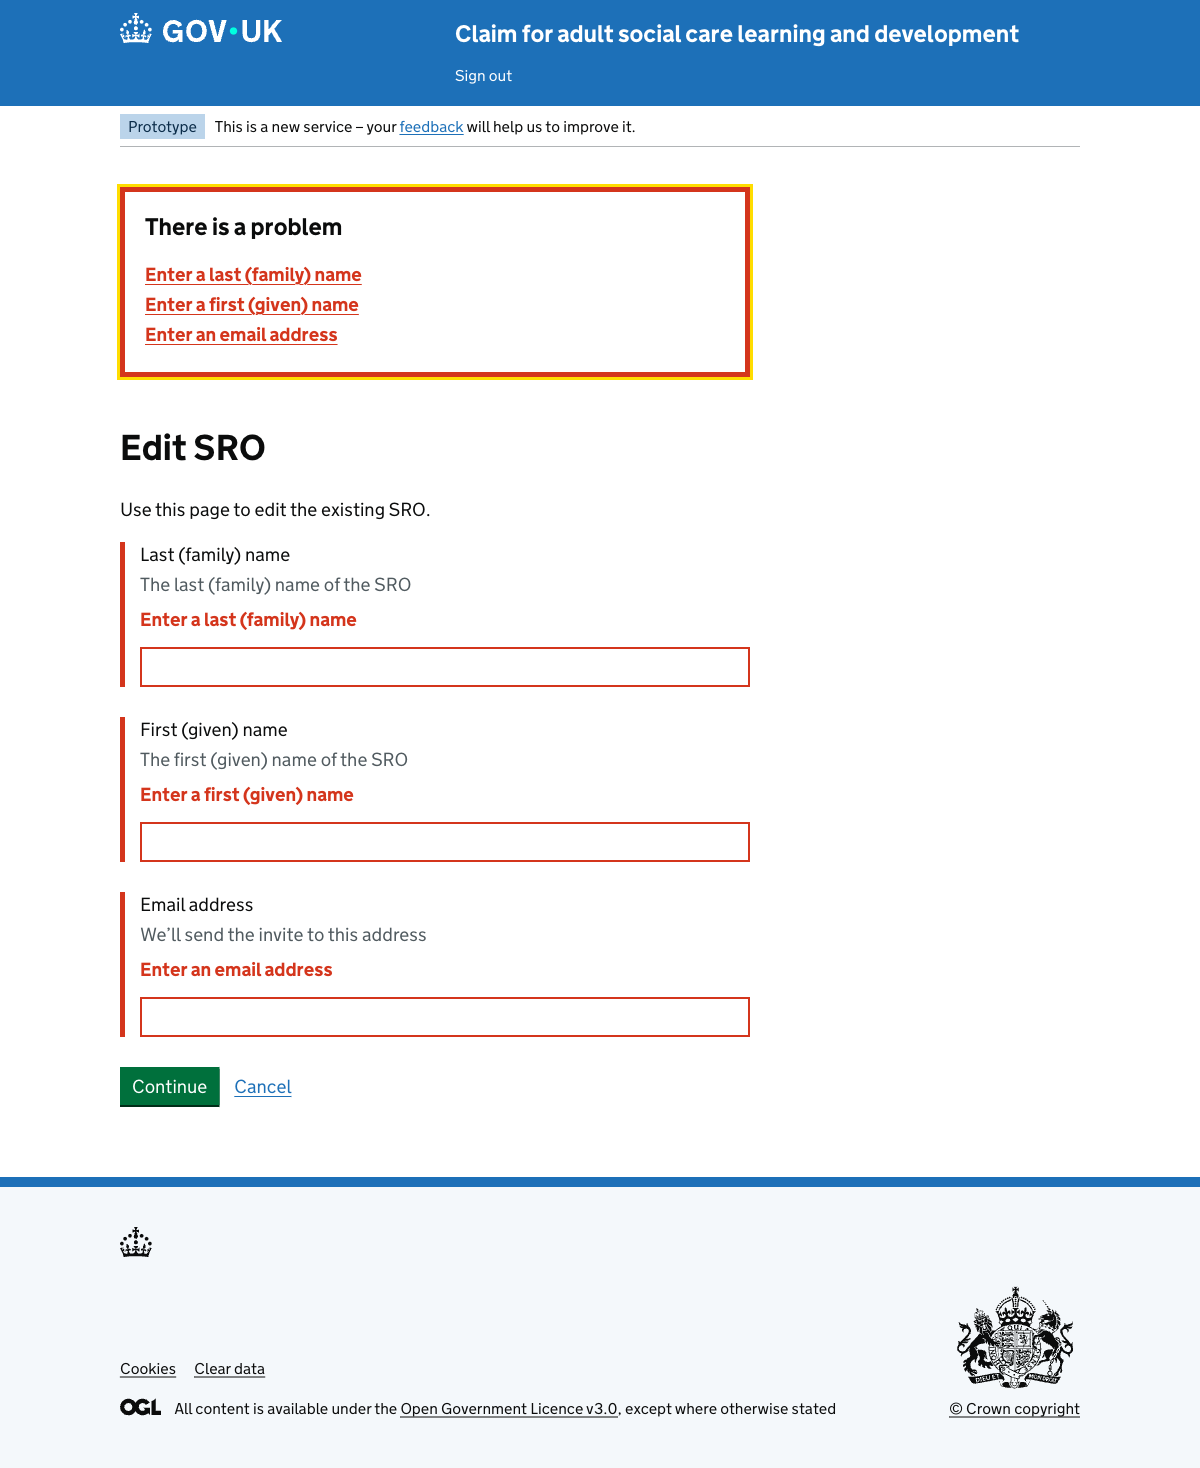 GOV•UK
Claim for adult social care learning and development
Sign out
Prototype
This is a new service – your feedback will help us to improve it.
There is a problem
Enter a last (family) name
Enter a first (given) name
Enter an email address
Edit SRO
Use this page to edit the existing SRO.
Last (family) name
The last (family) name of the SRO
Enter a last (family) name
First (given) name
The first (given) name of the SRO
Enter a first (given) name
Email address
We’ll send the invite to this address
Enter an email address
Continue
Cancel
Cookies
Clear data
OGL
All content is available under the Open Government Licence v3.0, except where otherwise stated
© Crown copyright